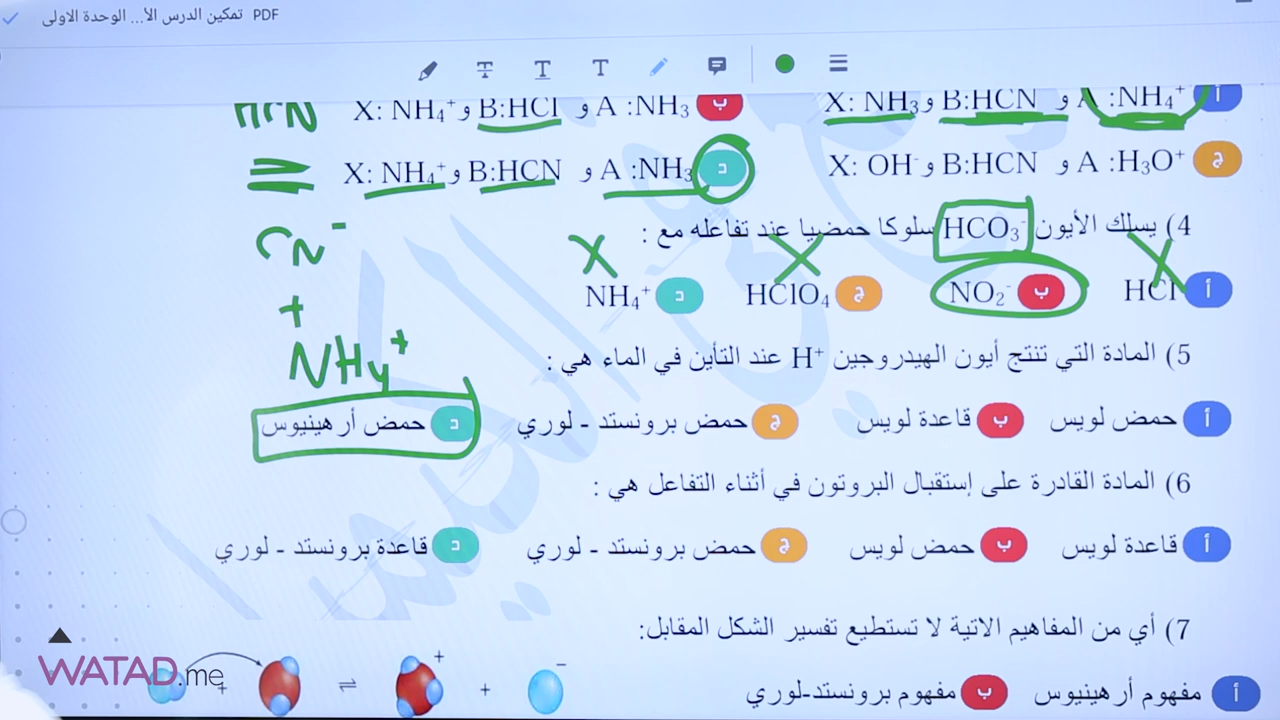 PDF تمكين الدرس الأ... الوحدة الاولى
أ A :NH₄⁺ و B:HCN و X: NH₃ ب A :NH₃ و B:HCl و X: NH₄⁺ HCN
ج A :H₃O⁺ و B:HCN و X: OH⁻ د A :NH₃ و B:HCN و X: NH₄⁺
CN⁻
+
NH₄⁺
4) يسلك الأيون HCO₃⁻ سلوكا حمضيا عند تفاعله مع :
أ HCl ب NO₂⁻ ج HClO₄ د NH₄⁺
5) المادة التي تنتج أيون الهيدروجين H⁺ عند التأين في الماء هي :
أ حمض لويس ب قاعدة لويس ج حمض برونستد - لوري د حمض أرهينيوس
6) المادة القادرة على إستقبال البروتون في أثناء التفاعل هي :
أ قاعدة لويس ب حمض لويس ج حمض برونستد - لوري د قاعدة برونستد - لوري
7) أي من المفاهيم الاتية لا تستطيع تفسير الشكل المقابل:
أ مفهوم أرهينيوس ب مفهوم برونستد-لوري
+ ⇌ + + −
WATAD.me